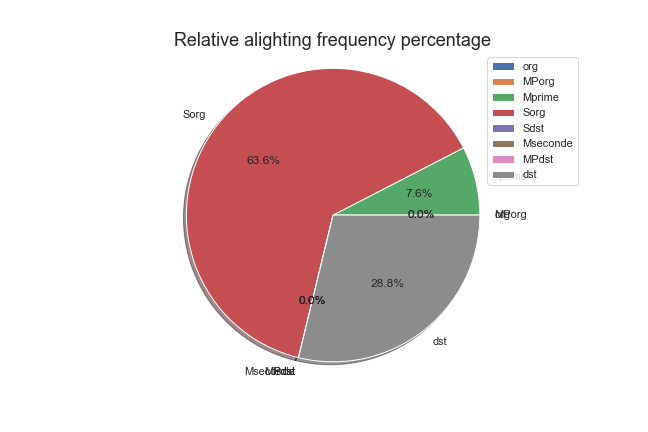 Relative alighting frequency percentage
org
MPorg
Mprime
Sorg
Sdst
Mseconde
MPdst
dst
Sorg
63.6%
7.6%
0.0%
MPorg
28.8%
0.0%
dst
Mseconde